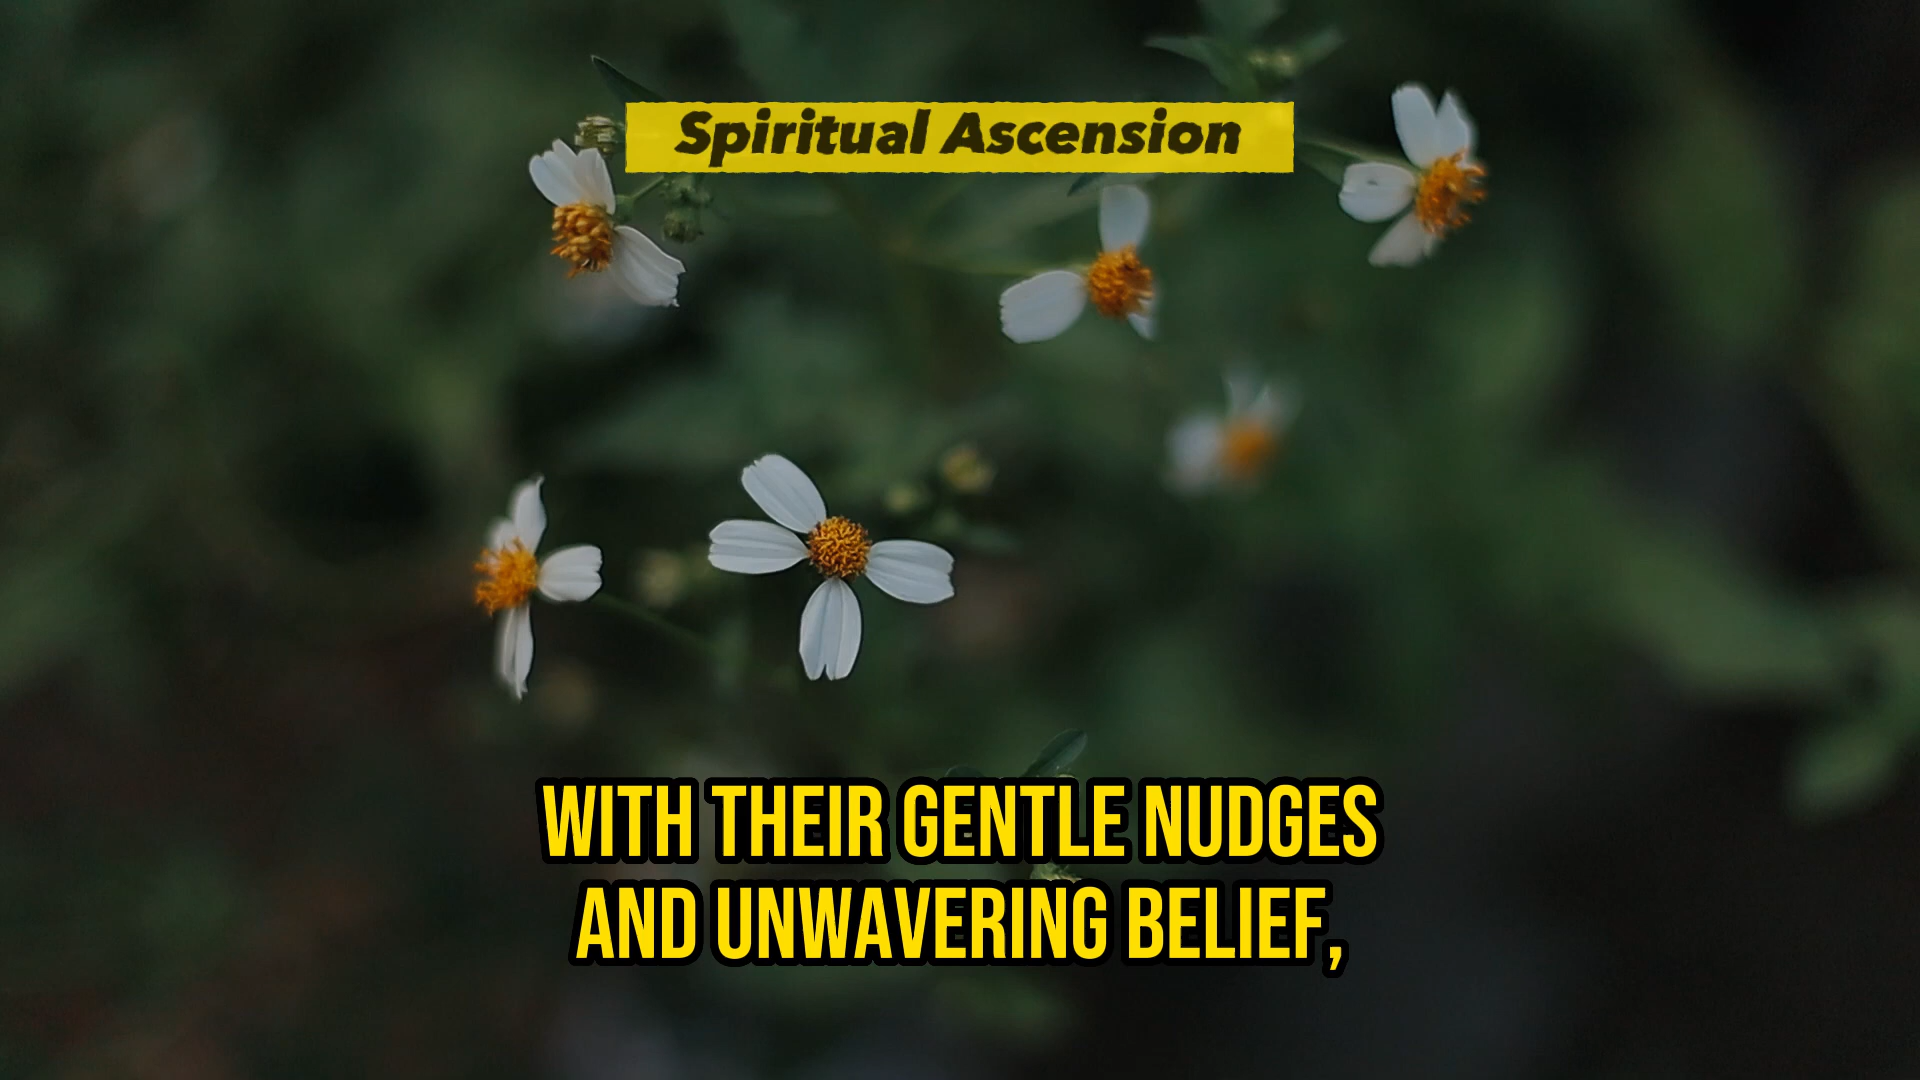 Spiritual Ascension
WITH THEIR GENTLE NUDGES
AND UNWAVERING BELIEF,